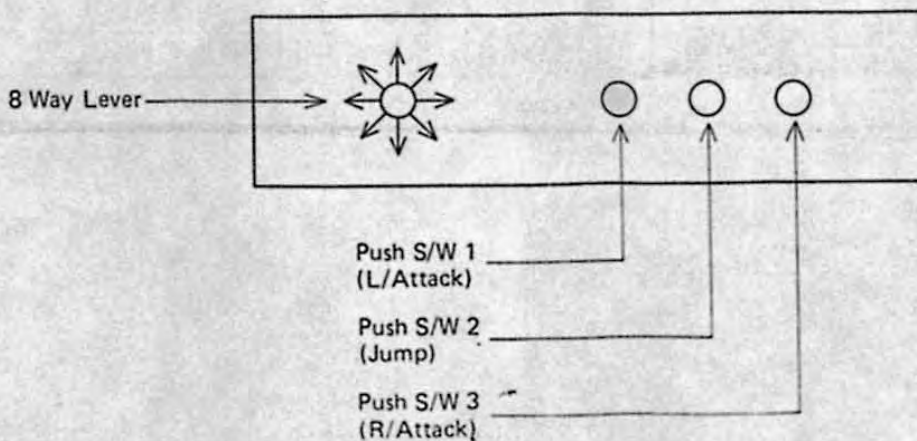 8 Way Lever
Push S/W 1
(L/Attack)
Push S/W 2
(Jump)
Push S/W 3
(R/Attack)